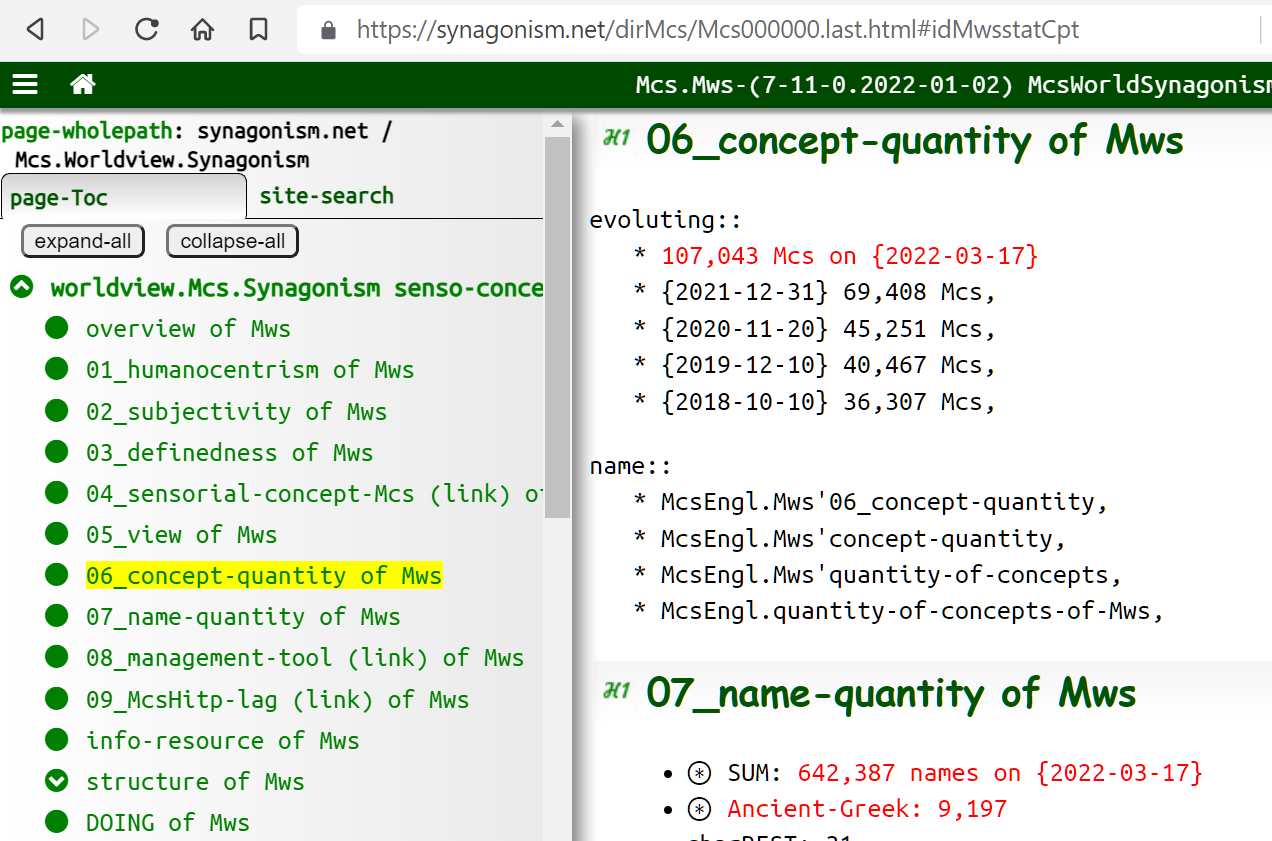 https://synagonism.net/dirMcs/Mcs000000.last.html#idMwsstatCpt
Mcs.Mws-(7-11-0.2022-01-02) McsWorldSynagonism
page-wholepath: synagonism.net /
Mcs.Worldview.Synagonism
page-Toc
site-search
expand-all
collapse-all
worldview.Mcs.Synagonism senso-conce
overview of Mws
01_humanocentrism of Mws
02_subjectivity of Mws
03_definedness of Mws
04_sensorial-concept-Mcs (link) of
05_view of Mws
06_concept-quantity of Mws
07_name-quantity of Mws
08_management-tool (link) of Mws
09_McsHitp-lag (link) of Mws
info-resource of Mws
structure of Mws
DOING of Mws
H1 06_concept-quantity of Mws
evoluting::
* 107,043 Mcs on {2022-03-17}
* {2021-12-31} 69,408 Mcs,
* {2020-11-20} 45,251 Mcs,
* {2019-12-10} 40,467 Mcs,
* {2018-10-10} 36,307 Mcs,
name::
* McsEngl.Mws'06_concept-quantity,
* McsEngl.Mws'concept-quantity,
* McsEngl.Mws'quantity-of-concepts,
* McsEngl.quantity-of-concepts-of-Mws,
H1 07_name-quantity of Mws
• ⊛ SUM: 642,387 names on {2022-03-17}
• ⊛ Ancient-Greek: 9,197